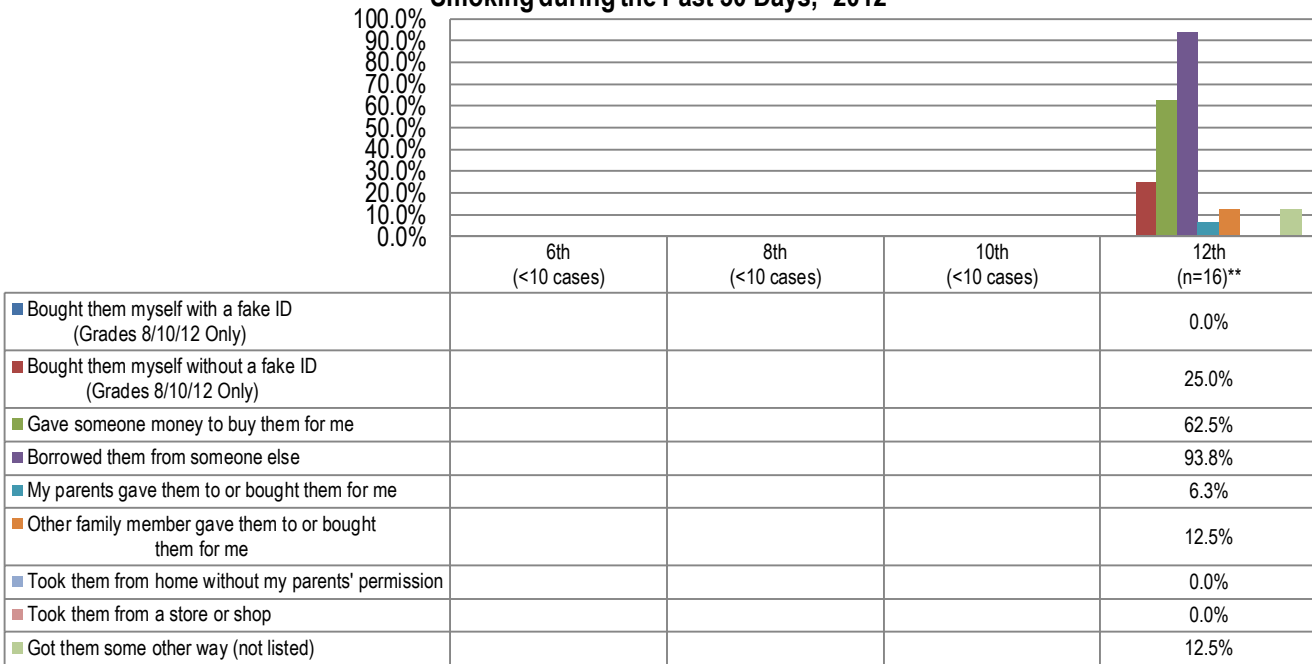 Smoking during the Past 30 Days,* 2012
100.0%
90.0%
80.0%
70.0%
60.0%
50.0%
40.0%
30.0%
20.0%
10.0%
0.0%
6th 8th 10th 12th
(<10 cases) (<10 cases) (<10 cases) (n=16)**
Bought them myself with a fake ID
(Grades 8/10/12 Only) 0.0%
Bought them myself without a fake ID
(Grades 8/10/12 Only) 25.0%
Gave someone money to buy them for me 62.5%
Borrowed them from someone else 93.8%
My parents gave them to or bought them for me 6.3%
Other family member gave them to or bought
them for me 12.5%
Took them from home without my parents' permission 0.0%
Took them from a store or shop 0.0%
Got them some other way (not listed) 12.5%